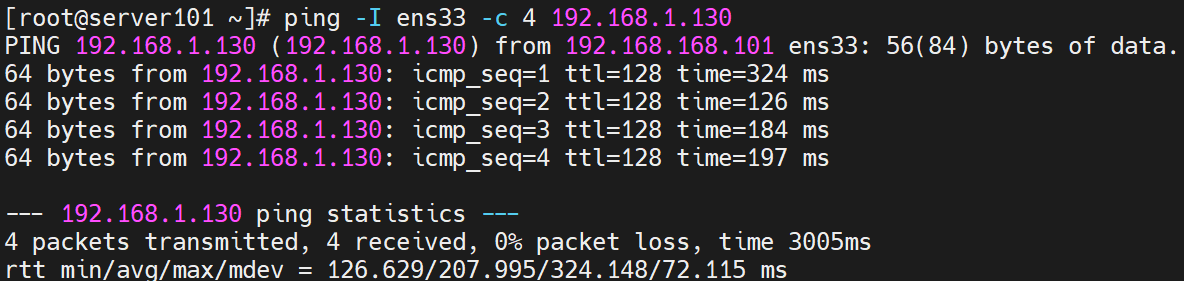 [root@server101 ~]# ping -I ens33 -c 4 192.168.1.130
PING 192.168.1.130 (192.168.1.130) from 192.168.168.101 ens33: 56(84) bytes of data.
64 bytes from 192.168.1.130: icmp_seq=1 ttl=128 time=324 ms
64 bytes from 192.168.1.130: icmp_seq=2 ttl=128 time=126 ms
64 bytes from 192.168.1.130: icmp_seq=3 ttl=128 time=184 ms
64 bytes from 192.168.1.130: icmp_seq=4 ttl=128 time=197 ms
--- 192.168.1.130 ping statistics ---
4 packets transmitted, 4 received, 0% packet loss, time 3005ms
rtt min/avg/max/mdev = 126.629/207.995/324.148/72.115 ms